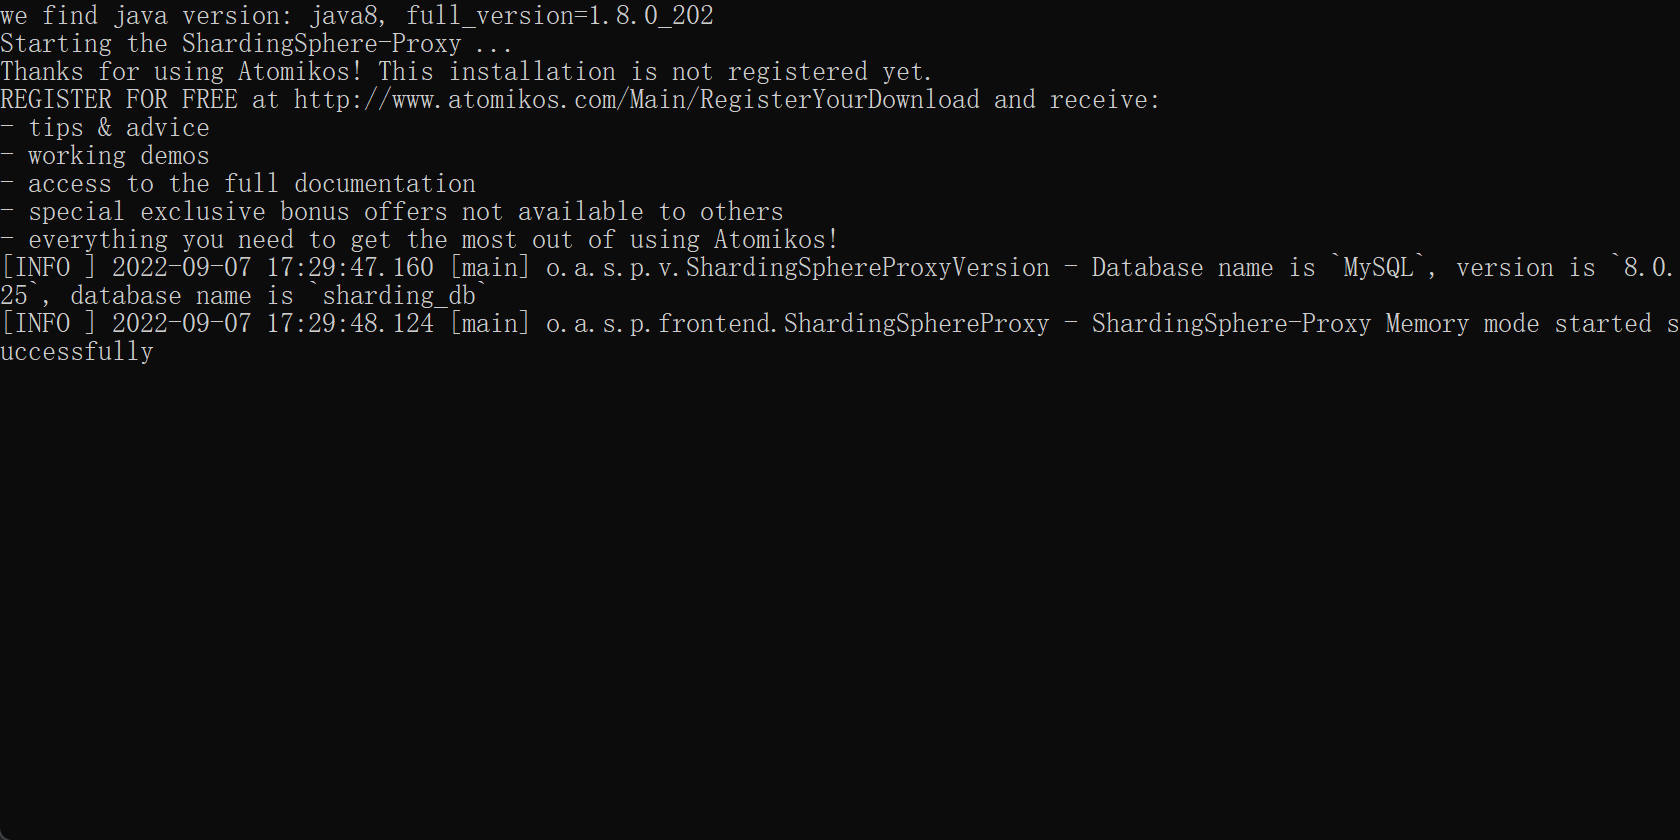 we find java version: java8, full_version=1.8.0_202
Starting the ShardingSphere-Proxy ...
Thanks for using Atomikos! This installation is not registered yet.
REGISTER FOR FREE at http://www.atomikos.com/Main/RegisterYourDownload and receive:
- tips & advice
- working demos
- access to the full documentation
- special exclusive bonus offers not available to others
- everything you need to get the most out of using Atomikos!
[INFO ] 2022-09-07 17:29:47.160 [main] o.a.s.p.v.ShardingSphereProxyVersion - Database name is `MySQL`, version is `8.0.
25`, database name is `sharding_db`
[INFO ] 2022-09-07 17:29:48.124 [main] o.a.s.p.frontend.ShardingSphereProxy - ShardingSphere-Proxy Memory mode started s
uccessfully